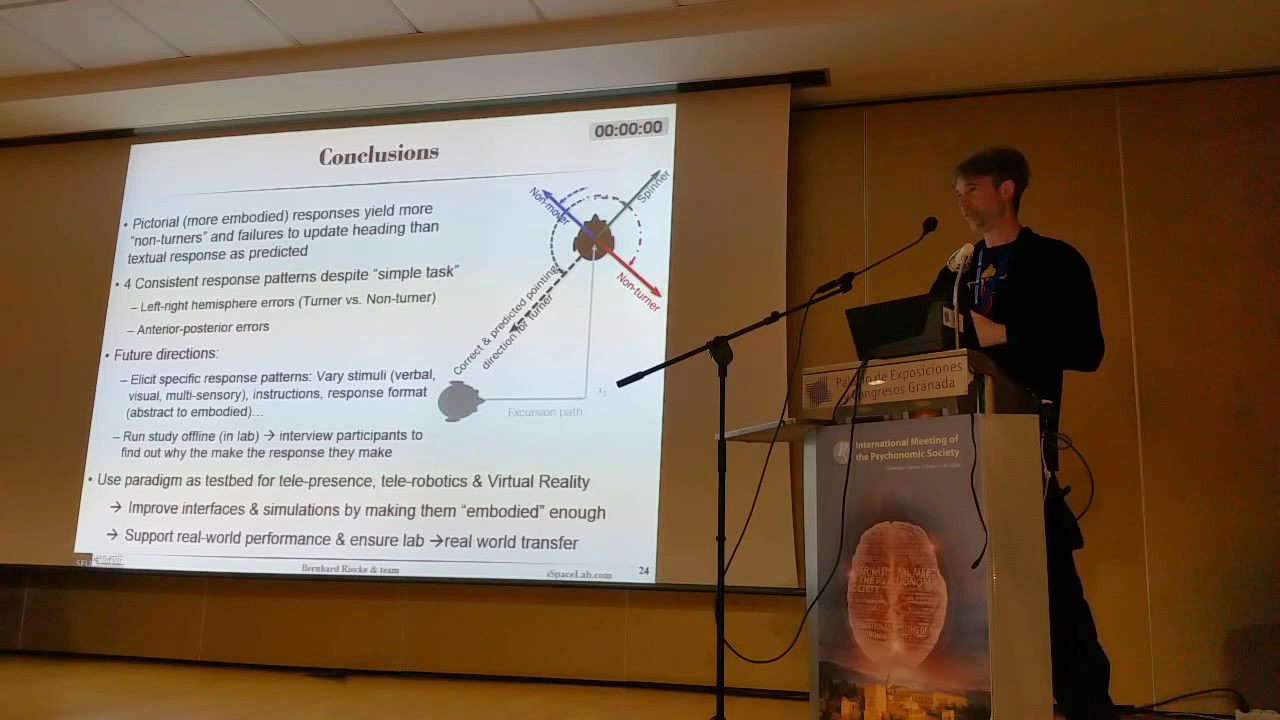 00:00:00
Conclusions
• Pictorial (more embodied) responses yield more
"non-turners" and failures to update heading than
textual response as predicted
• 4 Consistent response patterns despite "simple task"
– Left-right hemisphere errors (Turner vs. Non-turner)
– Anterior-posterior errors
• Future directions:
– Elicit specific response patterns: Vary stimuli (verbal,
visual, multi-sensory), instructions, response format
(abstract to embodied)…
– Run study offline (in lab) → interview participants to
find out why the make the response they make
• Use paradigm as testbed for tele-presence, tele-robotics & Virtual Reality
→ Improve interfaces & simulations by making them "embodied" enough
→ Support real-world performance & ensure lab →real world transfer
Non-mover
Spinner
Non-turner
Correct & predicted pointing
direction for Turner
Excursion path
Bernhard Riecke & team
iSpaceLab.com
24
de Exposiciones
Congresos Granada
International Meeting of
the Psychonomic Society